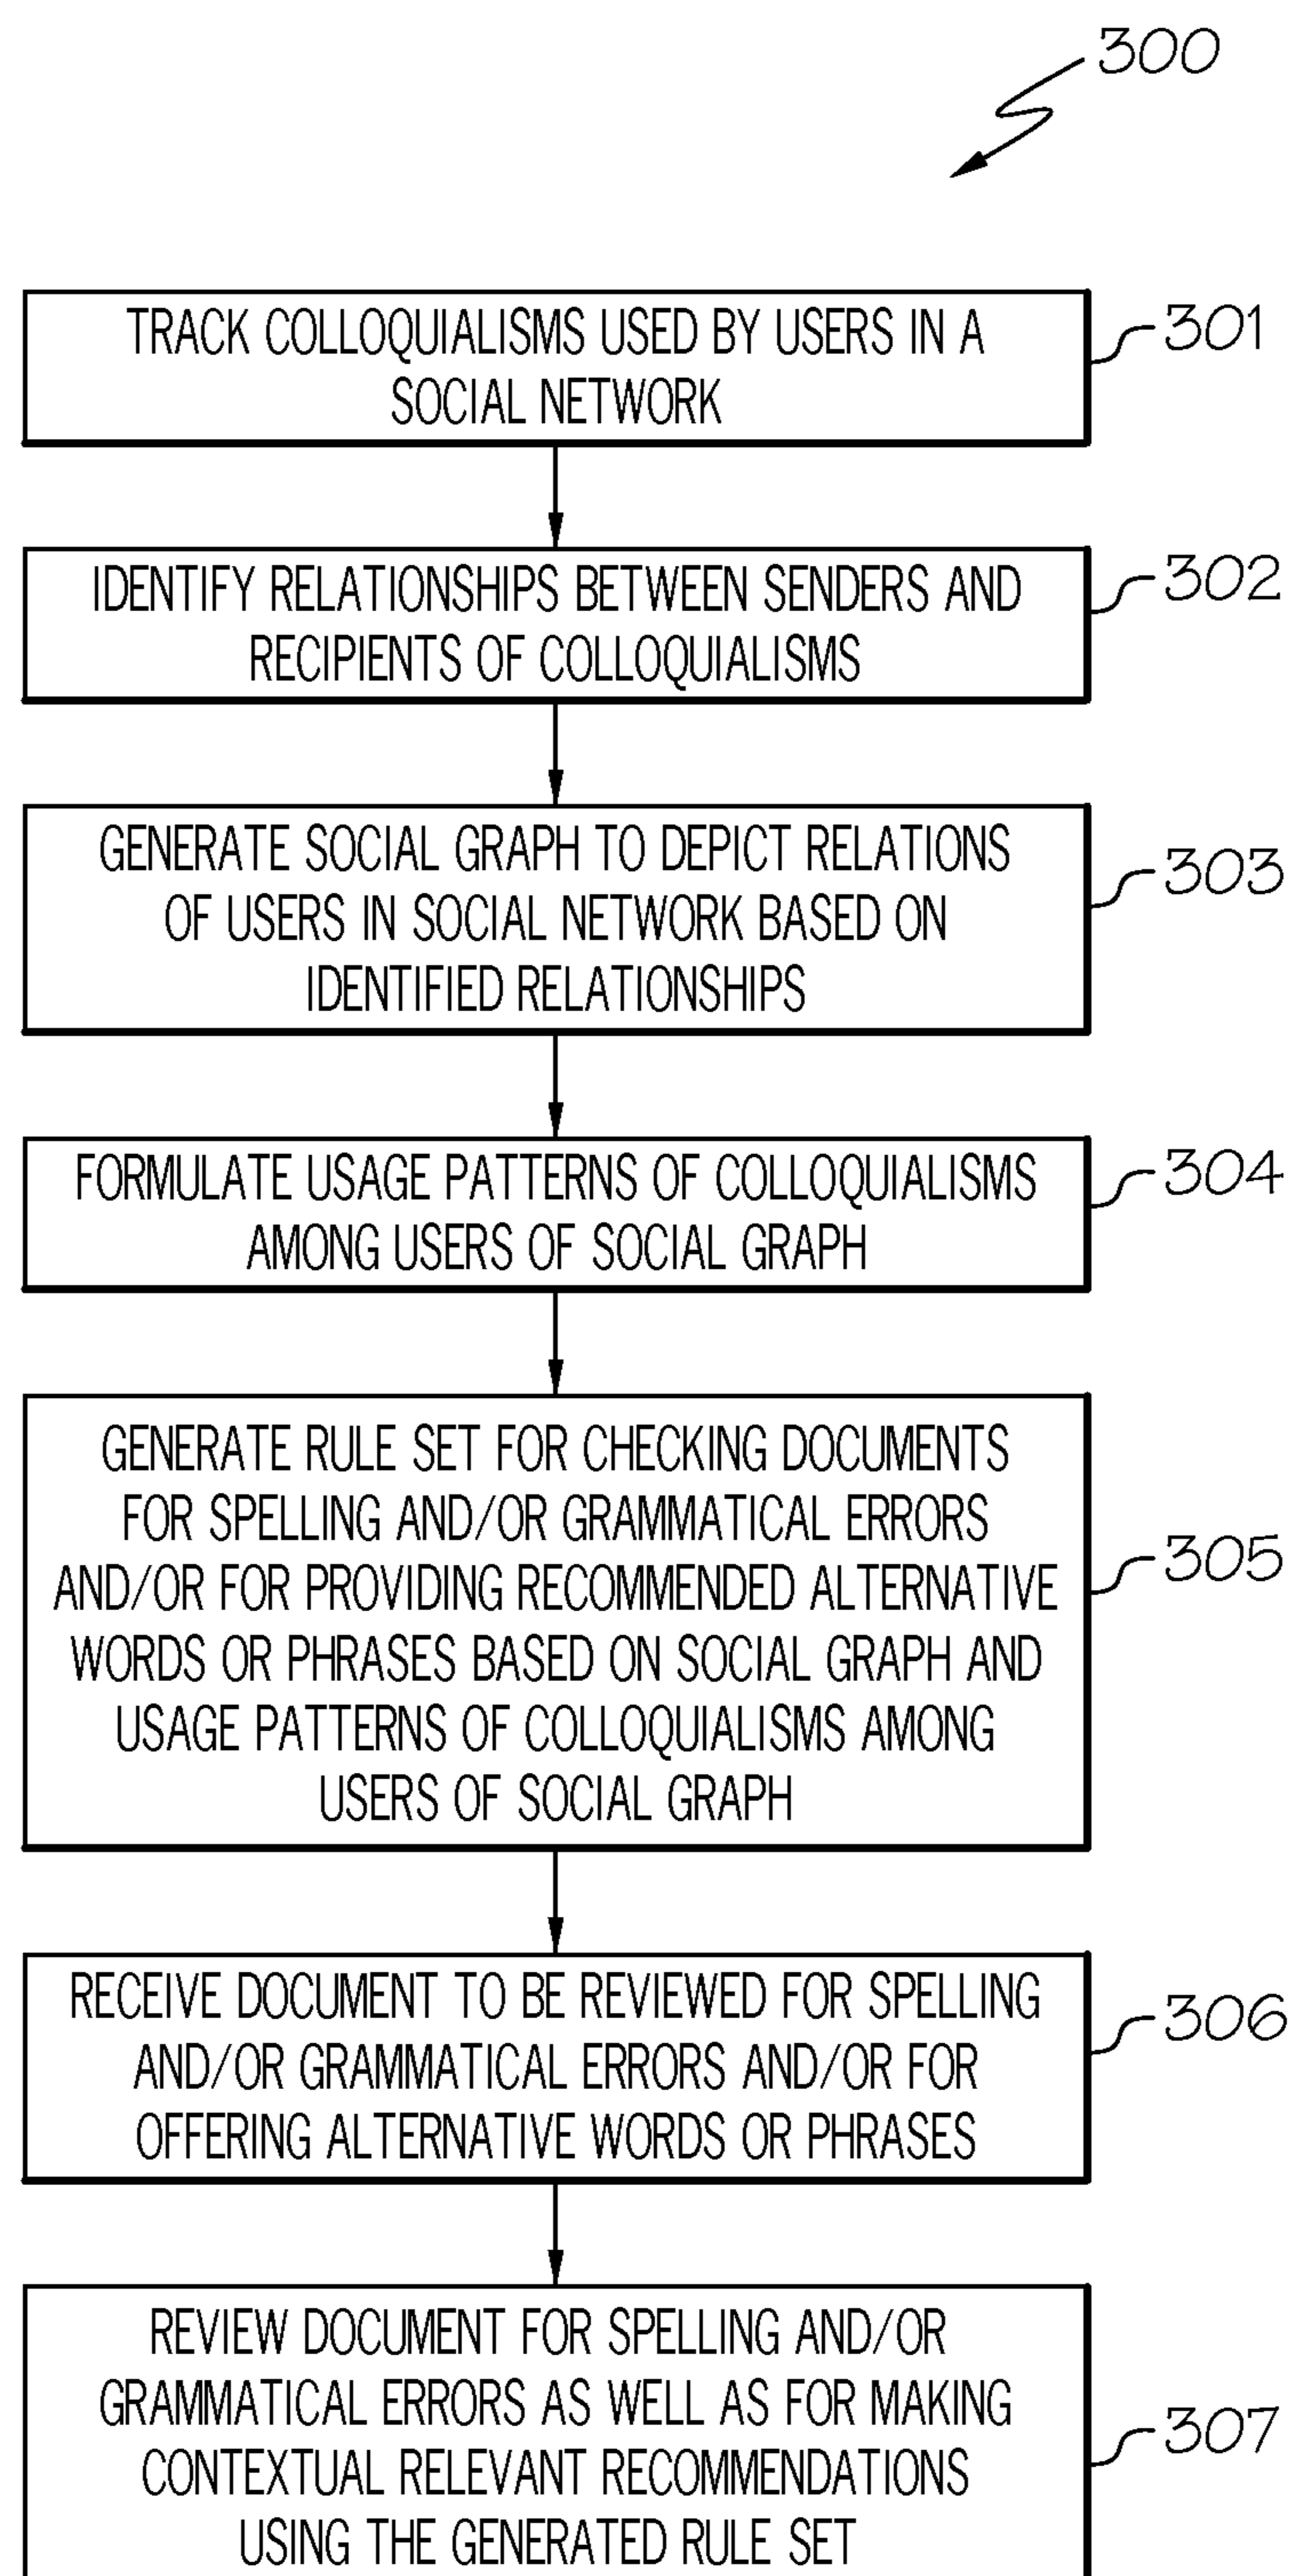 300
TRACK COLLOQUIALISMS USED BY USERS IN A
SOCIAL NETWORK
301
IDENTIFY RELATIONSHIPS BETWEEN SENDERS AND
RECIPIENTS OF COLLOQUIALISMS
302
GENERATE SOCIAL GRAPH TO DEPICT RELATIONS
OF USERS IN SOCIAL NETWORK BASED ON
IDENTIFIED RELATIONSHIPS
303
FORMULATE USAGE PATTERNS OF COLLOQUIALISMS
AMONG USERS OF SOCIAL GRAPH
304
GENERATE RULE SET FOR CHECKING DOCUMENTS
FOR SPELLING AND/OR GRAMMATICAL ERRORS
AND/OR FOR PROVIDING RECOMMENDED ALTERNATIVE
WORDS OR PHRASES BASED ON SOCIAL GRAPH AND
USAGE PATTERNS OF COLLOQUIALISMS AMONG
USERS OF SOCIAL GRAPH
305
RECEIVE DOCUMENT TO BE REVIEWED FOR SPELLING
AND/OR GRAMMATICAL ERRORS AND/OR FOR
OFFERING ALTERNATIVE WORDS OR PHRASES
306
REVIEW DOCUMENT FOR SPELLING AND/OR
GRAMMATICAL ERRORS AS WELL AS FOR MAKING
CONTEXTUAL RELEVANT RECOMMENDATIONS
USING THE GENERATED RULE SET
307